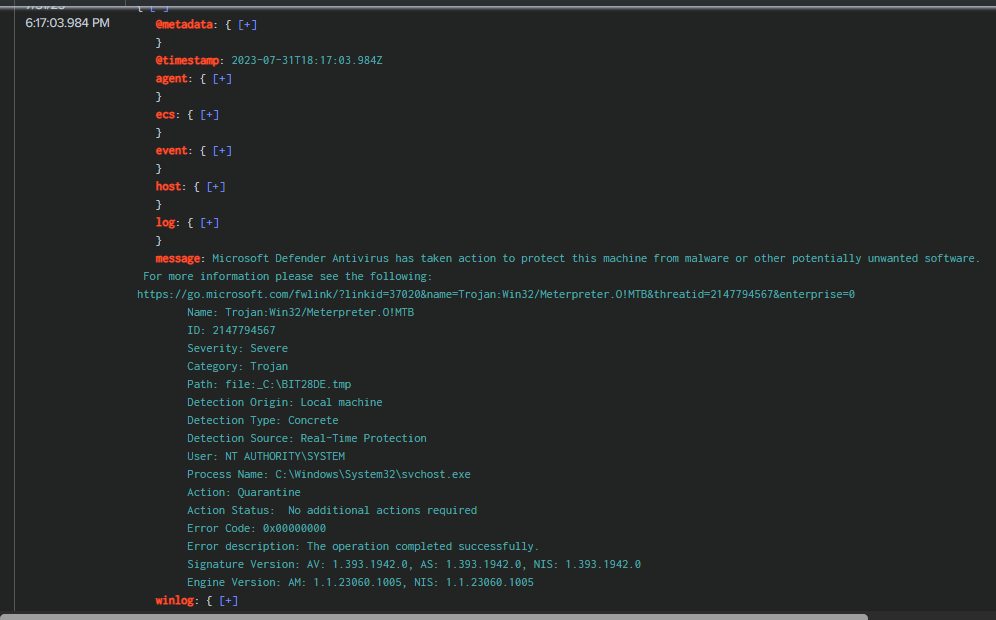 6:17:03.984 PM
@metadata: { [+]
}
@timestamp: 2023-07-31T18:17:03.984Z
agent: { [+]
}
ecs: { [+]
}
event: { [+]
}
host: { [+]
}
log: { [+]
}
message: Microsoft Defender Antivirus has taken action to protect this machine from malware or other potentially unwanted software.
For more information please see the following:
https://go.microsoft.com/fwlink/?linkid=37020&name=Trojan:Win32/Meterpreter.O!MTB&threatid=2147794567&enterprise=0
Name: Trojan:Win32/Meterpreter.O!MTB
ID: 2147794567
Severity: Severe
Category: Trojan
Path: file:_C:\BIT28DE.tmp
Detection Origin: Local machine
Detection Type: Concrete
Detection Source: Real-Time Protection
User: NT AUTHORITY\SYSTEM
Process Name: C:\Windows\System32\svchost.exe
Action: Quarantine
Action Status:  No additional actions required
Error Code: 0x00000000
Error description: The operation completed successfully.
Signature Version: AV: 1.393.1942.0, AS: 1.393.1942.0, NIS: 1.393.1942.0
Engine Version: AM: 1.1.23060.1005, NIS: 1.1.23060.1005
winlog: { [+]